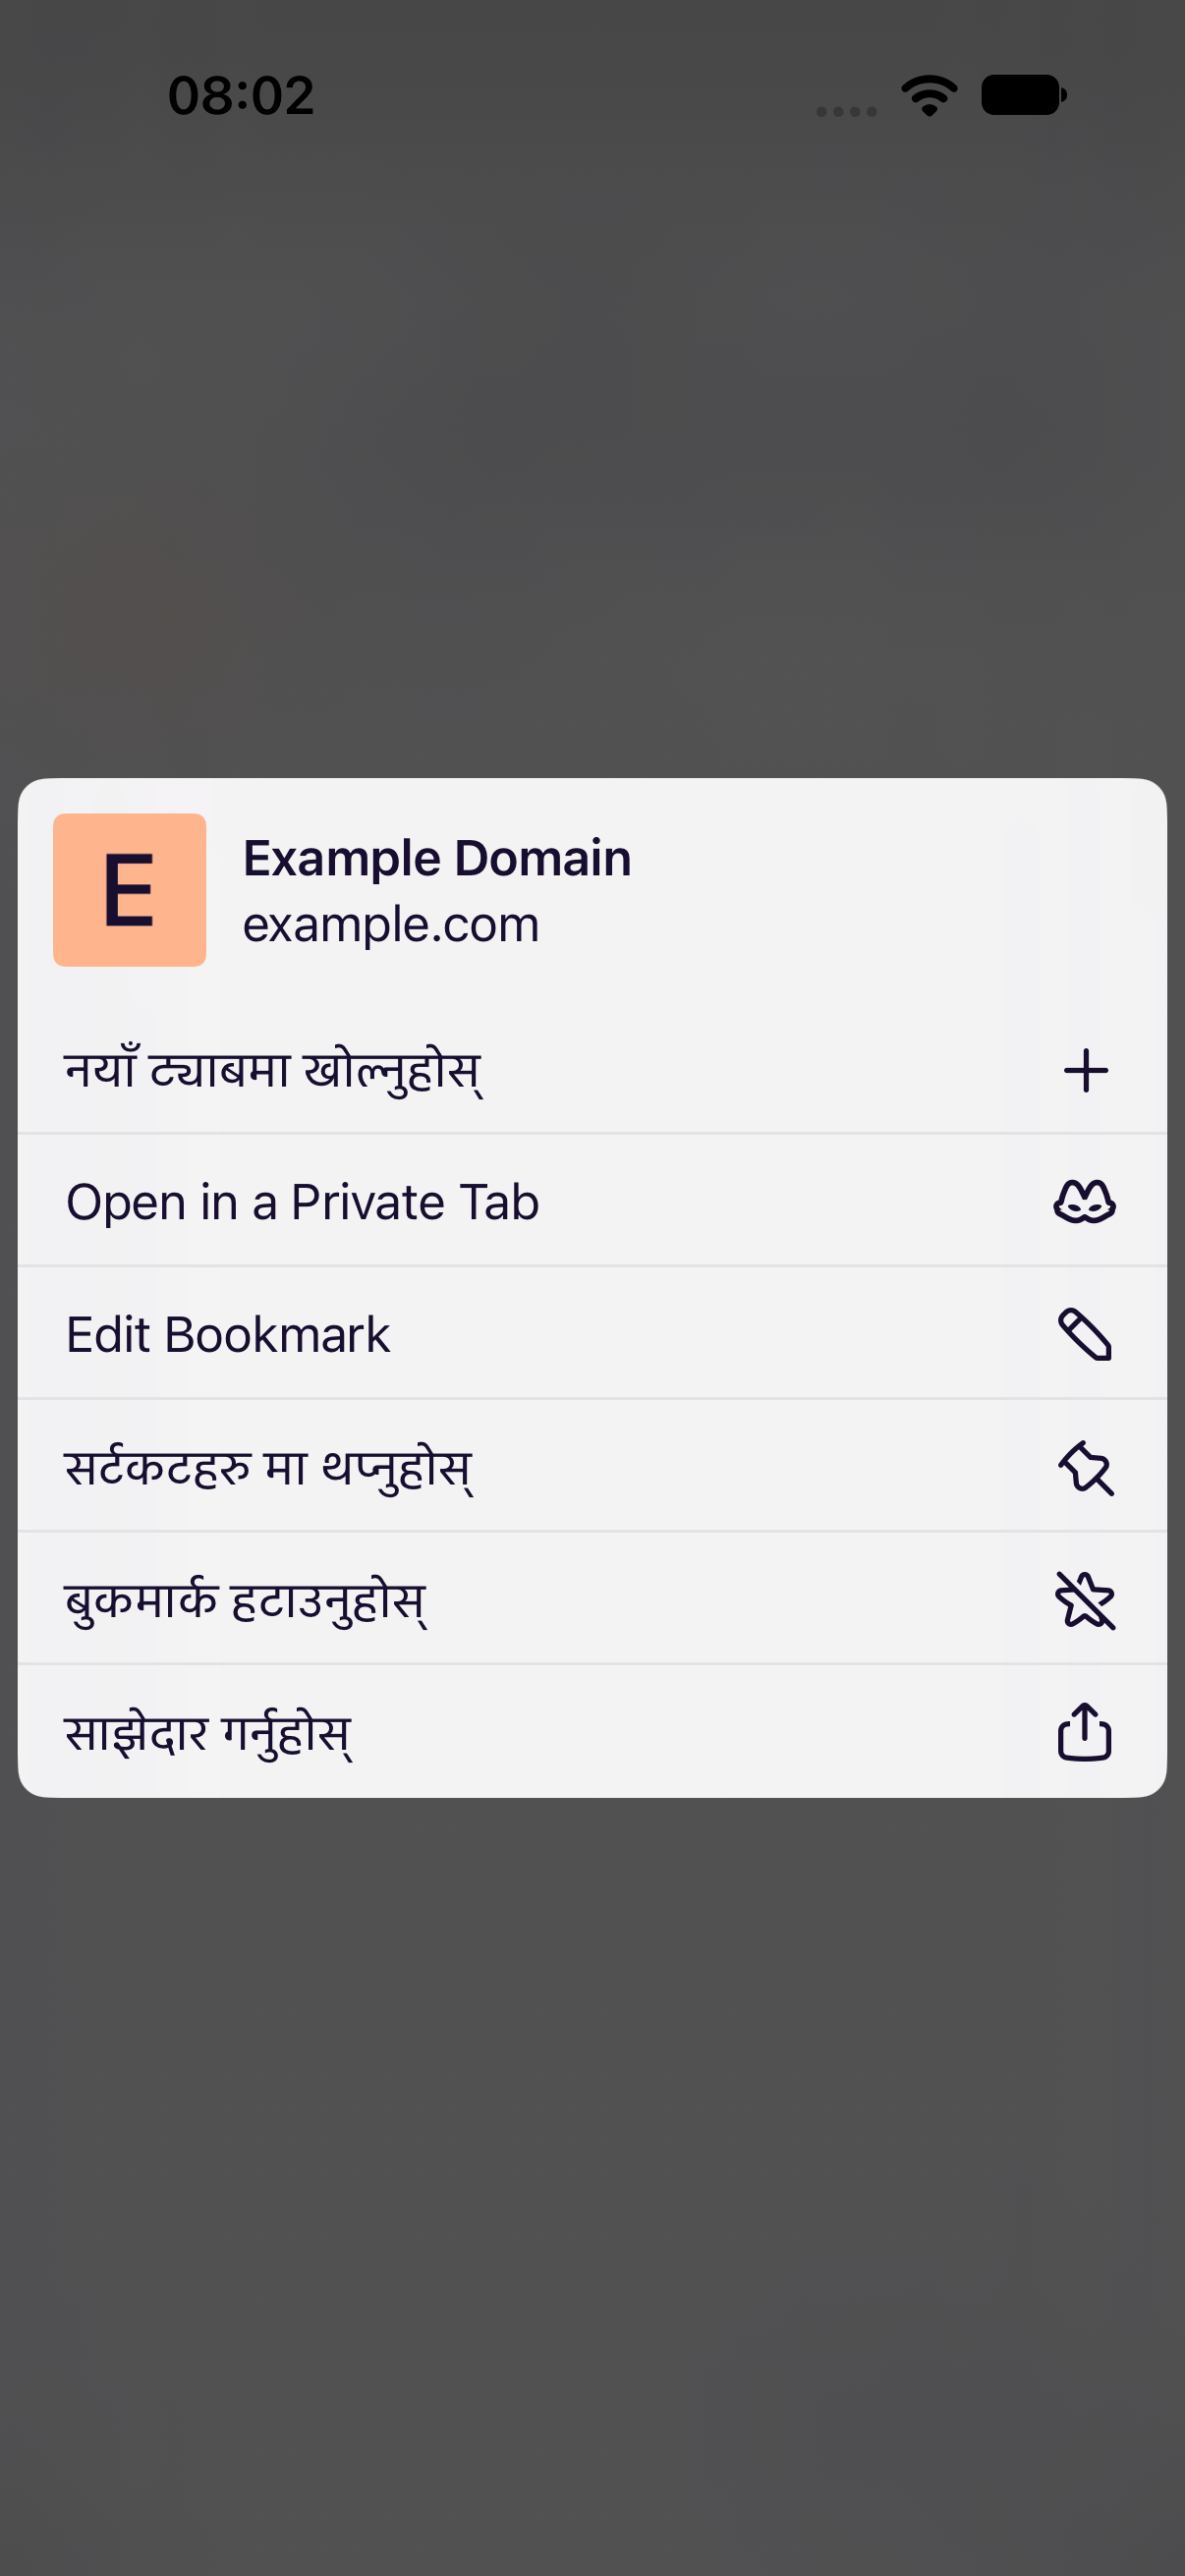 08:02
E
Example Domain
example.com
नयाँ ट्याबमा खोल्नुहोस्
Open in a Private Tab
Edit Bookmark
सर्टकटहरु मा थप्नुहोस्
बुकमार्क हटाउनुहोस्
साझेदार गर्नुहोस्